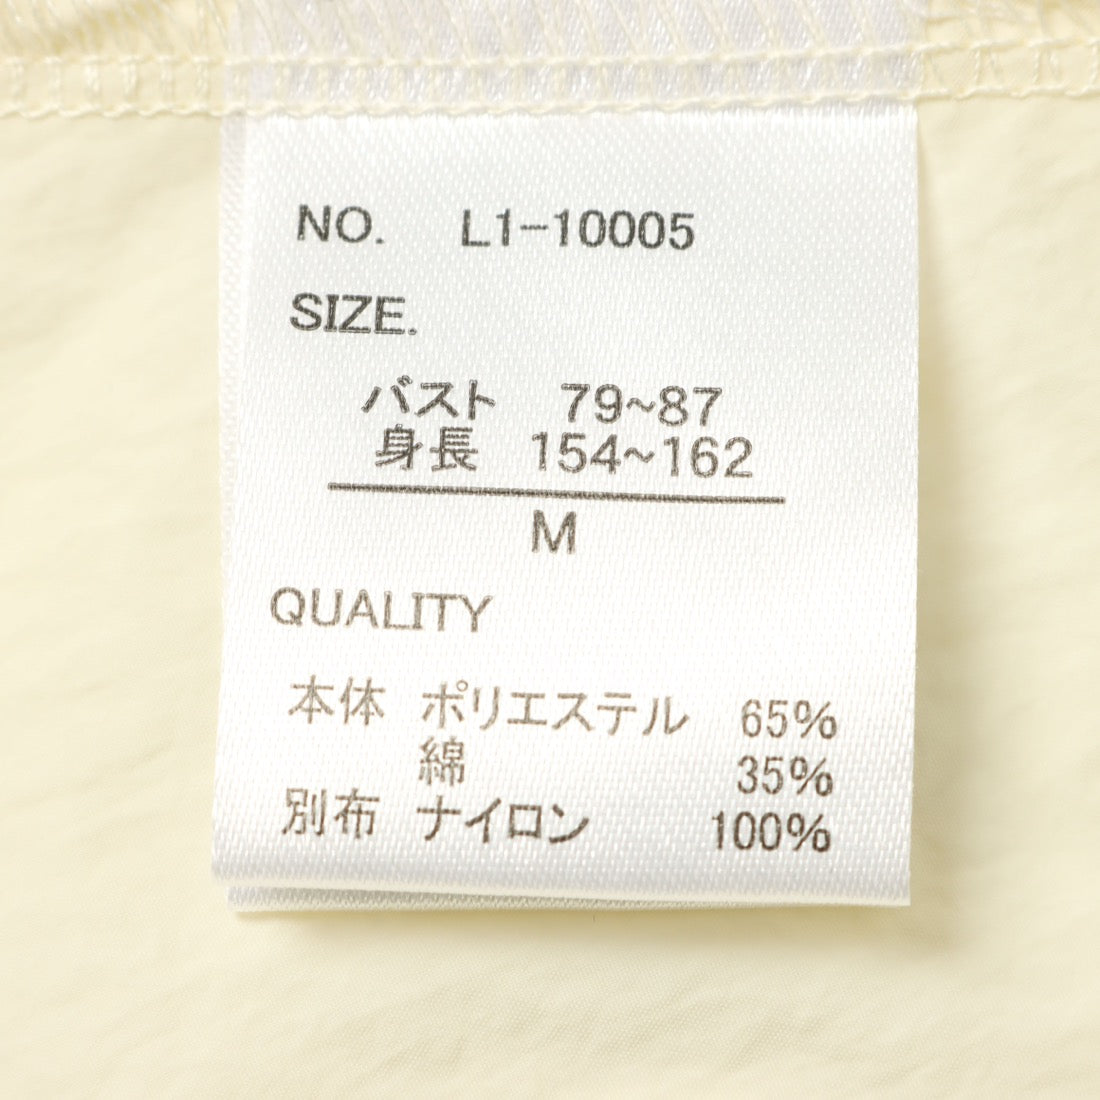 NO. L1-10005
SIZE.
バスト 79~87
身長 154~162
M
QUALITY
本体 ポリエステル 65%
綿 35%
別布 ナイロン 100%